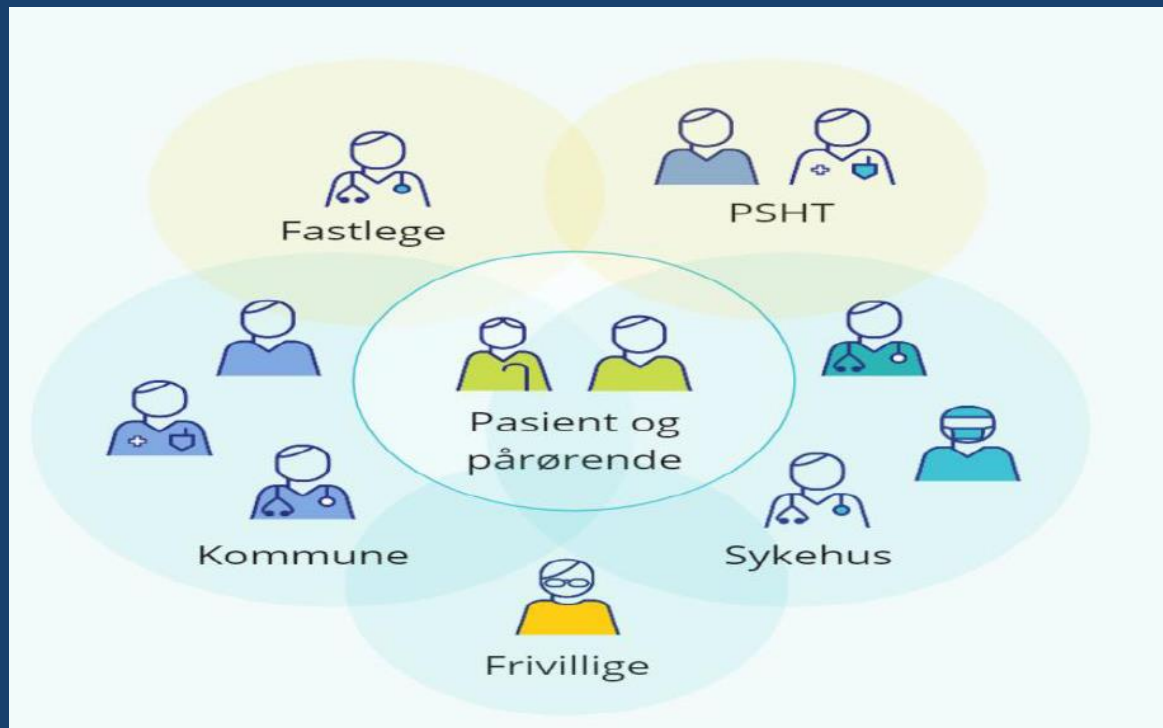 Fastlege
PSHT
Pasient og
pårørende
Kommune
Sykehus
Frivillige